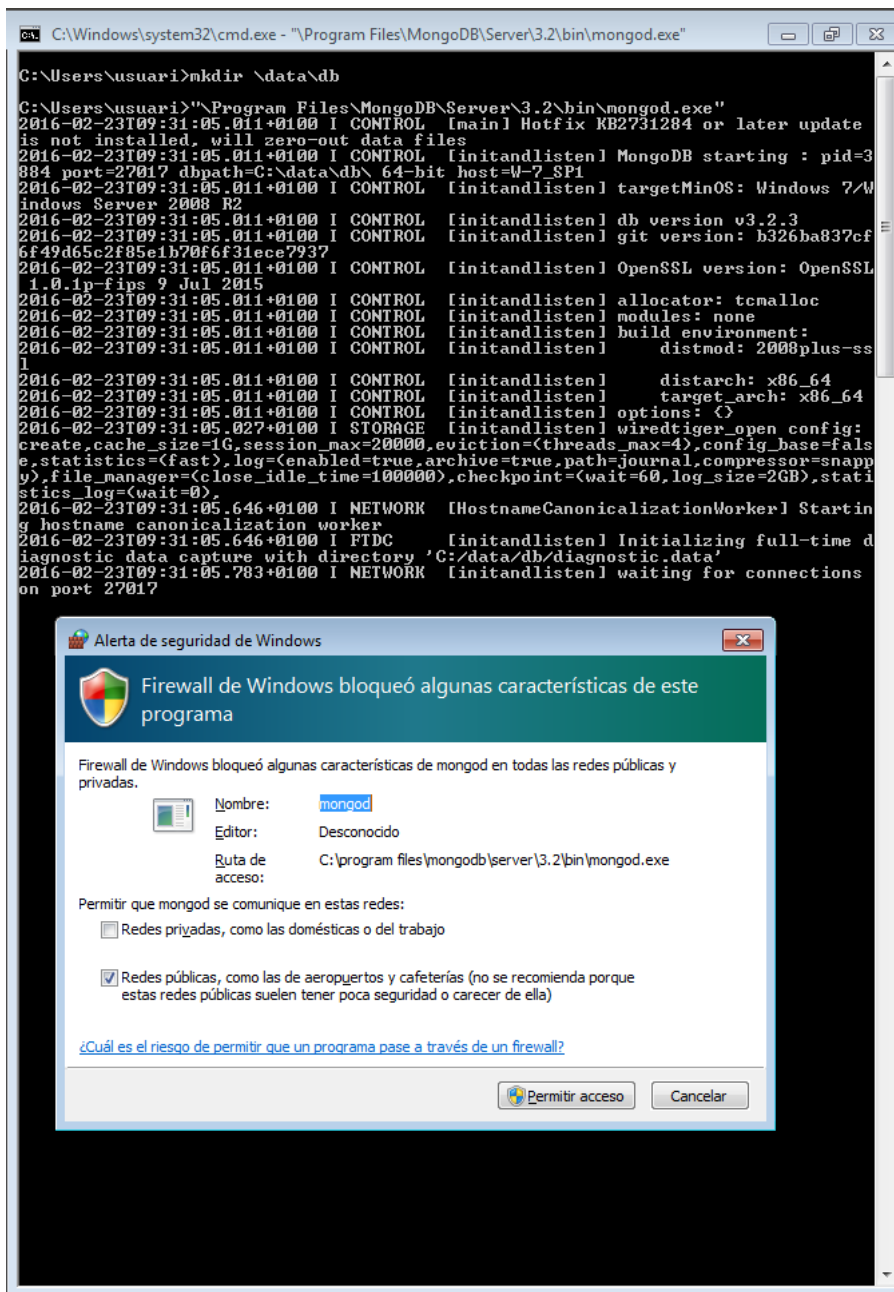 C:\Windows\system32\cmd.exe - "\Program Files\MongoDB\Server\3.2\bin\mongod.exe"
C:\Users\usuari>mkdir \data\db
C:\Users\usuari>"\Program Files\MongoDB\Server\3.2\bin\mongod.exe"
2016-02-23T09:31:05.011+0100 I CONTROL  [main] Hotfix KB2731284 or later update
is not installed, will zero-out data files
2016-02-23T09:31:05.011+0100 I CONTROL  [initandlisten] MongoDB starting : pid=3
884 port=27017 dbpath=C:\data\db\ 64-bit host=W-7_SP1
2016-02-23T09:31:05.011+0100 I CONTROL  [initandlisten] targetMinOS: Windows 7/W
indows Server 2008 R2
2016-02-23T09:31:05.011+0100 I CONTROL  [initandlisten] db version v3.2.3
2016-02-23T09:31:05.011+0100 I CONTROL  [initandlisten] git version: b326ba837cf
6f49d65c2f85e1b70f6f31ece7937
2016-02-23T09:31:05.011+0100 I CONTROL  [initandlisten] OpenSSL version: OpenSSL
 1.0.1p-fips 9 Jul 2015
2016-02-23T09:31:05.011+0100 I CONTROL  [initandlisten] allocator: tcmalloc
2016-02-23T09:31:05.011+0100 I CONTROL  [initandlisten] modules: none
2016-02-23T09:31:05.011+0100 I CONTROL  [initandlisten] build environment:
2016-02-23T09:31:05.011+0100 I CONTROL  [initandlisten]     distmod: 2008plus-ss
l
2016-02-23T09:31:05.011+0100 I CONTROL  [initandlisten]     distarch: x86_64
2016-02-23T09:31:05.011+0100 I CONTROL  [initandlisten]     target_arch: x86_64
2016-02-23T09:31:05.011+0100 I CONTROL  [initandlisten] options: {}
2016-02-23T09:31:05.027+0100 I STORAGE  [initandlisten] wiredtiger_open config:
create,cache_size=1G,session_max=20000,eviction=(threads_max=4),config_base=fals
e,statistics=(fast),log=(enabled=true,archive=true,path=journal,compressor=snapp
y),file_manager=(close_idle_time=100000),checkpoint=(wait=60,log_size=2GB),stati
stics_log=(wait=0),
2016-02-23T09:31:05.646+0100 I NETWORK  [HostnameCanonicalizationWorker] Startin
g hostname canonicalization worker
2016-02-23T09:31:05.646+0100 I FTDC     [initandlisten] Initializing full-time d
iagnostic data capture with directory 'C:/data/db/diagnostic.data'
2016-02-23T09:31:05.783+0100 I NETWORK  [initandlisten] waiting for connections
on port 27017
Alerta de seguridad de Windows
Firewall de Windows bloqueó algunas características de este
programa
Firewall de Windows bloqueó algunas características de mongod en todas las redes públicas y
privadas.
Nombre: mongod
Editor: Desconocido
Ruta de C:\program files\mongodb\server\3.2\bin\mongod.exe
acceso:
Permitir que mongod se comunique en estas redes:
Redes privadas, como las domésticas o del trabajo
Redes públicas, como las de aeropuertos y cafeterías (no se recomienda porque
estas redes públicas suelen tener poca seguridad o carecer de ella)
¿Cuál es el riesgo de permitir que un programa pase a través de un firewall?
Permitir acceso Cancelar